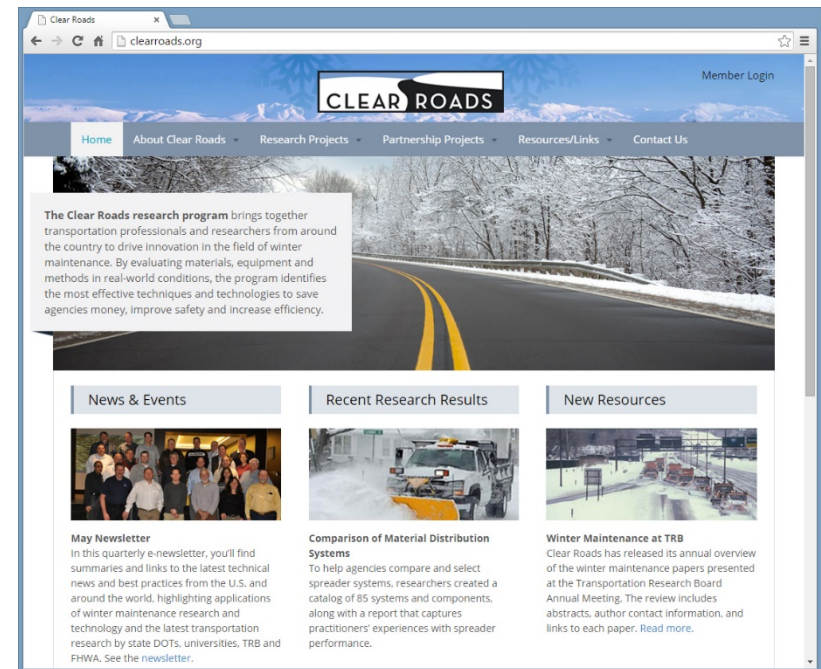 Clear Roads
clearroads.org
Member Login
CLEAR ROADS
Home About Clear Roads Research Projects Partnership Projects Resources/Links Contact Us
The Clear Roads research program brings together
transportation professionals and researchers from around
the country to drive innovation in the field of winter
maintenance. By evaluating materials, equipment and
methods in real-world conditions, the program identifies
the most effective techniques and technologies to save
agencies money, improve safety and increase efficiency.
News & Events
May Newsletter
In this quarterly e-newsletter, you'll find
summaries and links to the latest technical
news and best practices from the U.S. and
around the world, highlighting applications
of winter maintenance research and
technology and the latest transportation
research by state DOTs, universities, TRB and
FHWA. See the newsletter.
Recent Research Results
Comparison of Material Distribution
Systems
To help agencies compare and select
spreader systems, researchers created a
catalog of 85 systems and components,
along with a report that captures
practitioners' experiences with spreader
performance.
New Resources
Winter Maintenance at TRB
Clear Roads has released its annual overview
of the winter maintenance papers presented
at the Transportation Research Board
Annual Meeting. The review includes
abstracts, author contact information, and
links to each paper. Read more.